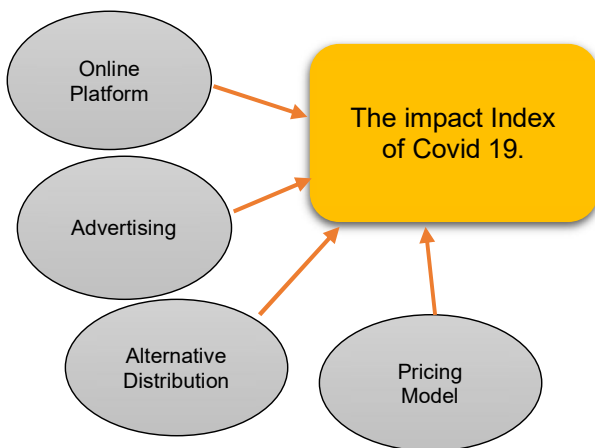 Online
Platform
The impact Index
of Covid 19.
Advertising
Alternative
Distribution
Pricing
Model